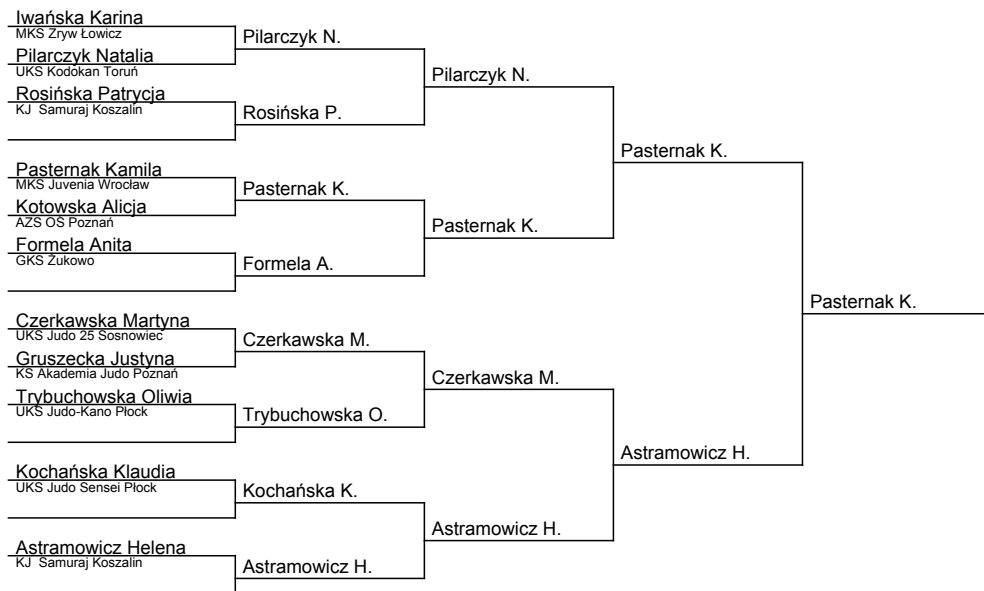 Iwańska Karina
MKS Zryw Łowicz
Pilarczyk N.
Pilarczyk Natalia
UKS Kodokan Toruń
Pilarczyk N.
Rosińska Patrycja
KJ Samuraj Koszalin
Rosińska P.
Pasternak K.
Pasternak Kamila
MKS Juvenia Wrocław
Pasternak K.
Kotowska Alicja
AZS OŚ Poznań
Pasternak K.
Formela Anita
GKS Żukowo
Formela A.
Pasternak K.
Czerkawska Martyna
UKS Judo 25 Sosnowiec
Czerkawska M.
Gruszecka Justyna
KS Akademia Judo Poznań
Czerkawska M.
Trybuchowska Oliwia
UKS Judo-Kano Płock
Trybuchowska O.
Astramowicz H.
Kochańska Klaudia
UKS Judo Sensei Płock
Kochańska K.
Astramowicz H.
Astramowicz Helena
KJ Samuraj Koszalin
Astramowicz H.